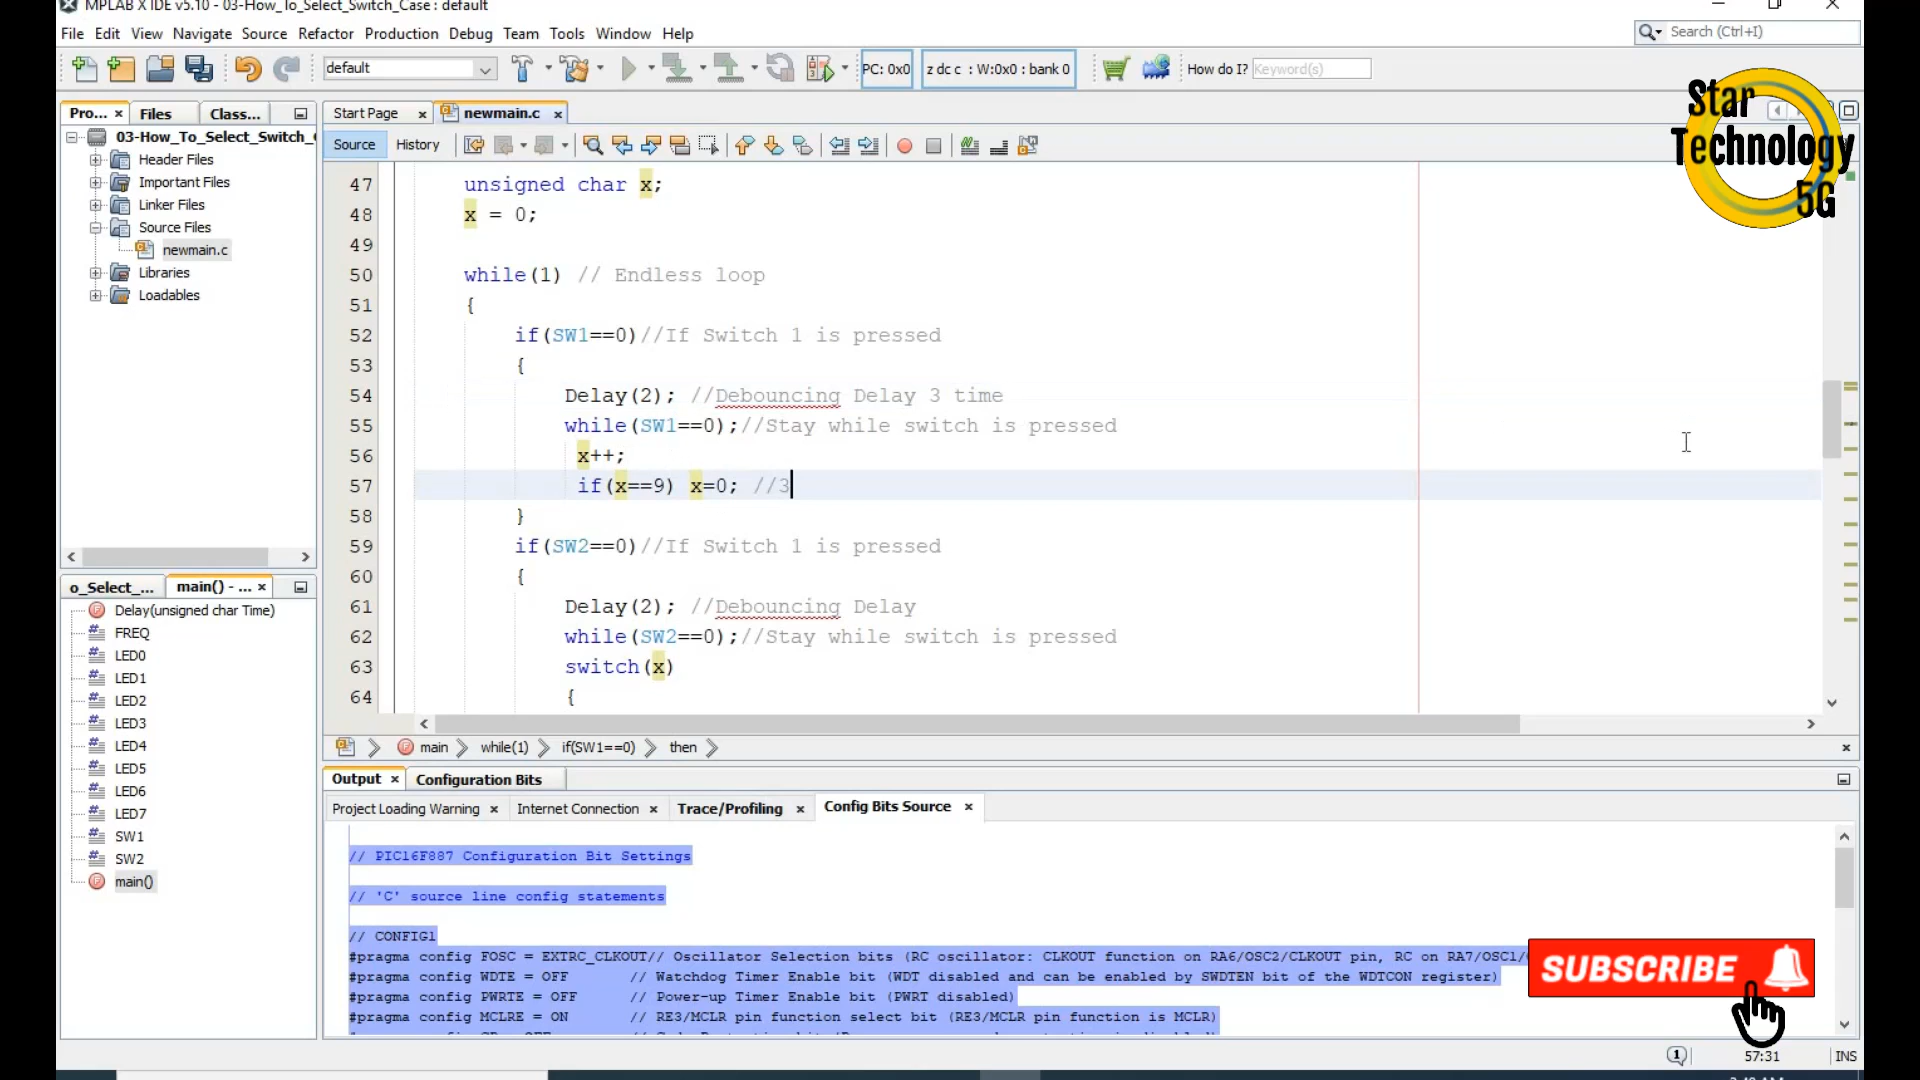 MPLAB X IDE v5.10 - 03-How_To_Select_Switch_Case : default
File Edit View Navigate Source Refactor Production Debug Team Tools Window Help
Search (Ctrl+I)
default
PC: 0x0
z dc c : W:0x0 : bank 0
How do I? Keyword(s)
Star
Technology
5G
Pro... × Files Class...
Start Page × newmain.c ×
03-How_To_Select_Switch_
Header Files
Important Files
Linker Files
Source Files
newmain.c
Libraries
Loadables
Source History
47 unsigned char x;
48 x = 0;
49
50 while(1) // Endless loop
51 {
52 if(SW1==0)//If Switch 1 is pressed
53 {
54 Delay(2); //Debouncing Delay 3 time
55 while(SW1==0);//Stay while switch is pressed
56 x++;
57 if(x==9) x=0; //3
58 }
59 if(SW2==0)//If Switch 1 is pressed
60 {
61 Delay(2); //Debouncing Delay
62 while(SW2==0);//Stay while switch is pressed
63 switch(x)
64 {
main while(1) if(SW1==0) then
o_Select_... main() - ... ×
Delay(unsigned char Time)
FREQ
LED0
LED1
LED2
LED3
LED4
LED5
LED6
LED7
SW1
SW2
main()
Output × Configuration Bits
Project Loading Warning × Internet Connection × Trace/Profiling × Config Bits Source ×
// PIC16F887 Configuration Bit Settings
// 'C' source line config statements
// CONFIG1
#pragma config FOSC = EXTRC_CLKOUT// Oscillator Selection bits (RC oscillator: CLKOUT function on RA6/OSC2/CLKOUT pin, RC on RA7/OSC1/
#pragma config WDTE = OFF // Watchdog Timer Enable bit (WDT disabled and can be enabled by SWDTEN bit of the WDTCON register)
#pragma config PWRTE = OFF // Power-up Timer Enable bit (PWRT disabled)
#pragma config MCLRE = ON // RE3/MCLR pin function select bit (RE3/MCLR pin function is MCLR)
SUBSCRIBE
1
57:31 INS